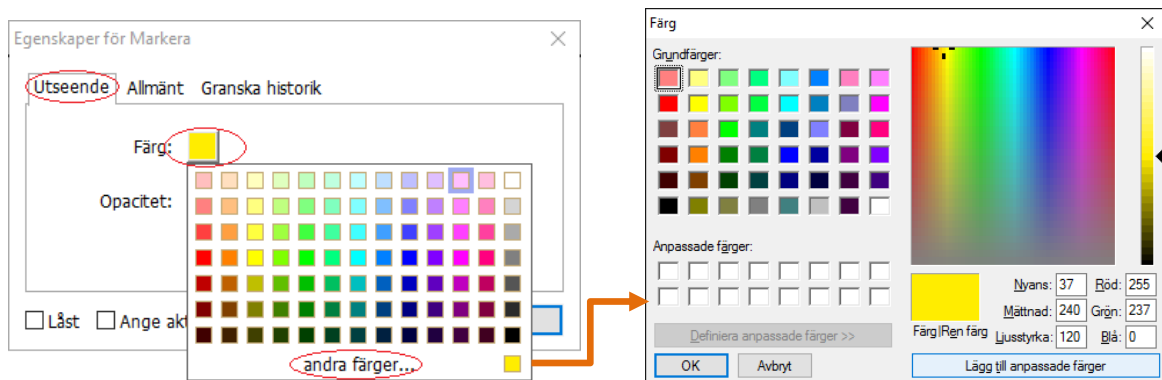 Egenskaper för Markera
Utseende Allmänt Granska historik
Färg:
Opacitet:
Låst Ange akt
andra färger...
Färg
Grundfärger:
Anpassade färger:
Definiera anpassade färger >>
OK Avbryt
Färg|Ren färg
Nyans: 37 Röd: 255
Mättnad: 240 Grön: 237
Ljusstyrka: 120 Blå: 0
Lägg till anpassade färger